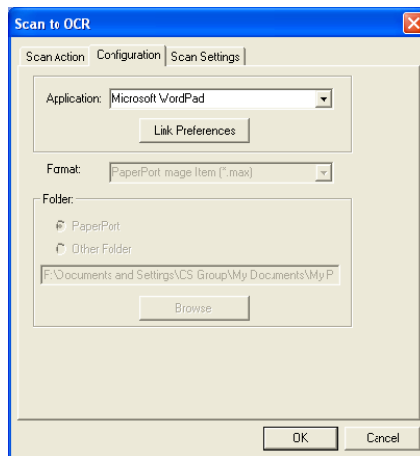 Scan to OCR
Scan Action Configuration Scan Settings
Application: Microsoft WordPad
Link Preferences
Format: PaperPort mage Item (*.max)
Folder:
PaperPort
Other Folder
F:\Documents and Settings\CS Group\My Documents\My P
Browse
OK Cancel